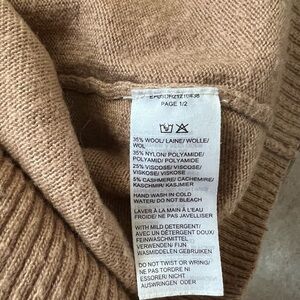 PAGE 1/2
35% WOOL/ LAINE/ WOLLE/
WOL
35% NYLON/ POLYAMIDE/
POLYAMID/ POLYAMIDE
25% VISCOSE/ VISCOSE/
VISKOSE/ VISKOSE
5% CASHMERE/ CACHEMIRE/
KASCHMIR/ KASJMIER
HAND WASH IN COLD
WATER/ DO NOT BLEACH
LAVER À LA MAIN À L'EAU
FROIDE/ NE PAS JAVELLISER
WITH MILD DETERGENT/
AVEC UN DETERGENT DOUX/
FEINWASCHMITTEL
VERWENDEN/ FIJN
WASMIDDELEN GEBRUIKEN
DO NOT TWIST OR WRING/
NE PAS TORDRE NI
ESSORER/ NICHT